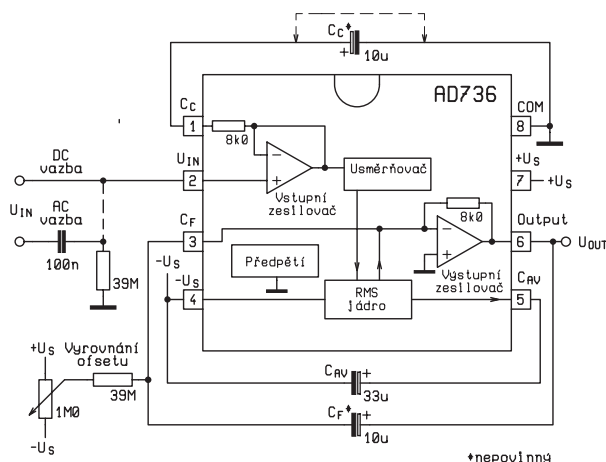 Cc*
+
10u
AD736
Cc
1
8k0
COM
8
DC
vazba
UIN
2
+
-
Vstupní
zesilovač
Usměrňovač
+Us
7
+Us
UIN
AC
vazba
100n
39M
CF
3
8k0
-
+
Výstupní
zesilovač
Output
6
UOUT
-Us
-Us
4
Předpětí
RMS
jádro
CAV
5
+Us
Vyrovnání
ofsetu
39M
1M0
-Us
CAV
+
33u
CF*
+
10u
*nepovinný